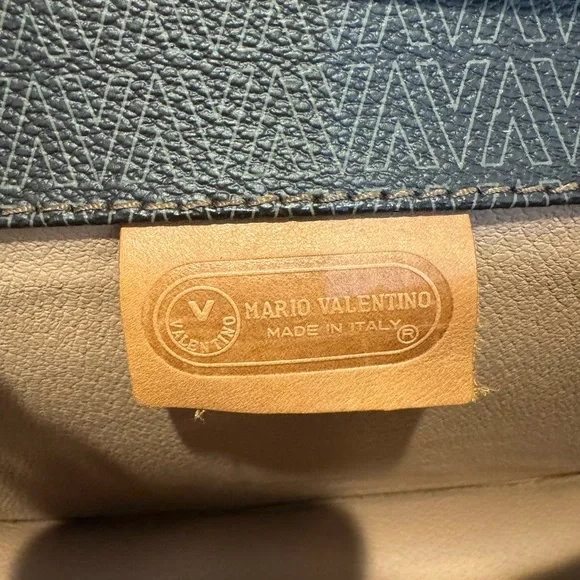 V
VALENTINO
MARIO VALENTINO
MADE IN ITALY ®